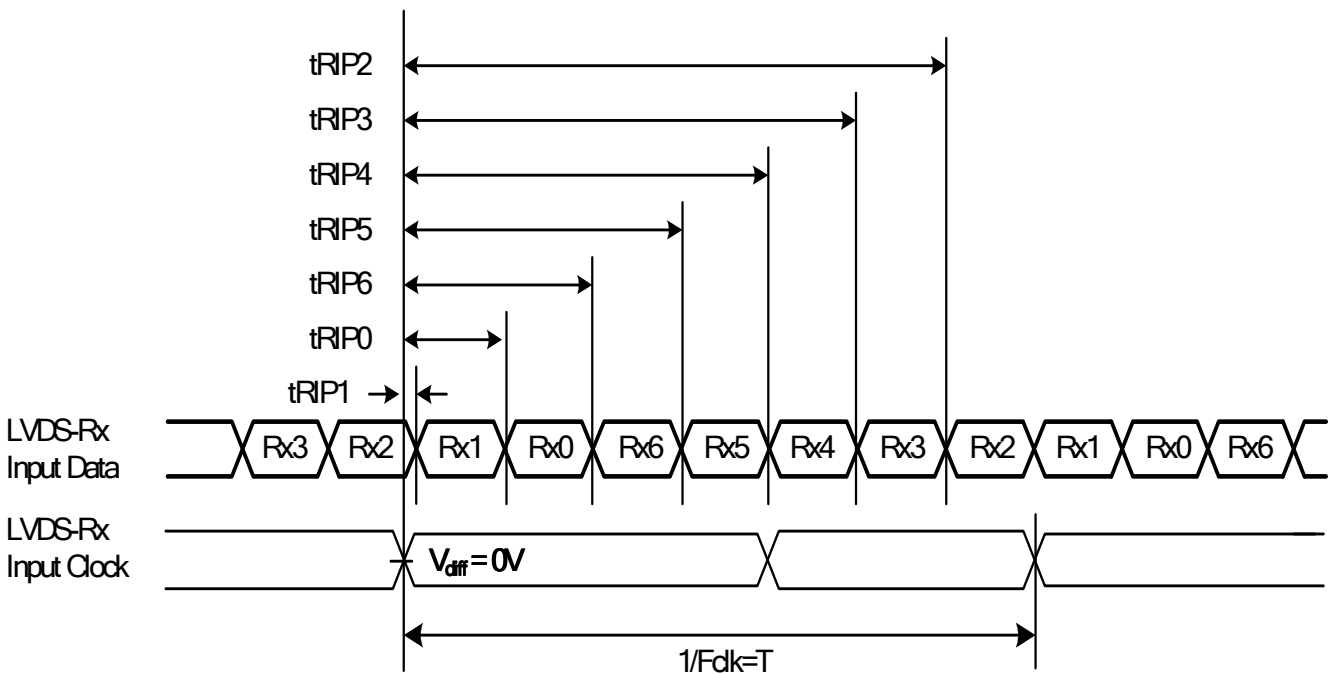 tRIP2
tRIP3
tRIP4
tRIP5
tRIP6
tRIP0
tRIP1
LVDS-Rx
Input Data
Rx3 Rx2 Rx1 Rx0 Rx6 Rx5 Rx4 Rx3 Rx2 Rx1 Rx0 Rx6
LVDS-Rx
Input Clock
Vdiff = 0V
1/Fclk=T